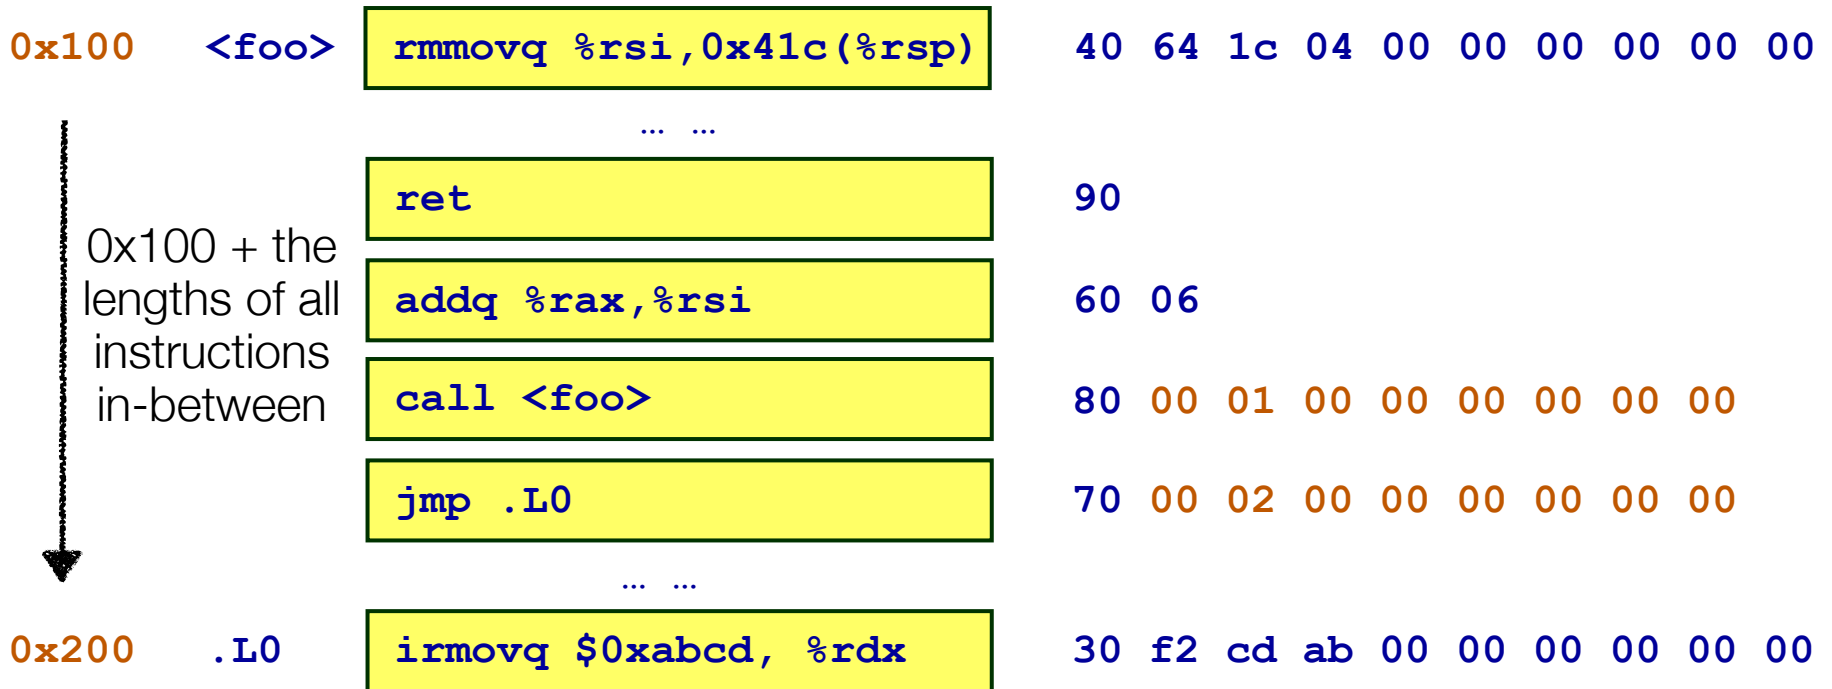 0x100 <foo> rmmovq %rsi,0x41c(%rsp) 40 64 1c 04 00 00 00 00 00 00
… …
ret 90
0x100 + the
lengths of all
instructions
in-between
addq %rax,%rsi 60 06
call <foo> 80 00 01 00 00 00 00 00 00
jmp .L0 70 00 02 00 00 00 00 00 00
… …
0x200 .L0 irmovq $0xabcd, %rdx 30 f2 cd ab 00 00 00 00 00 00